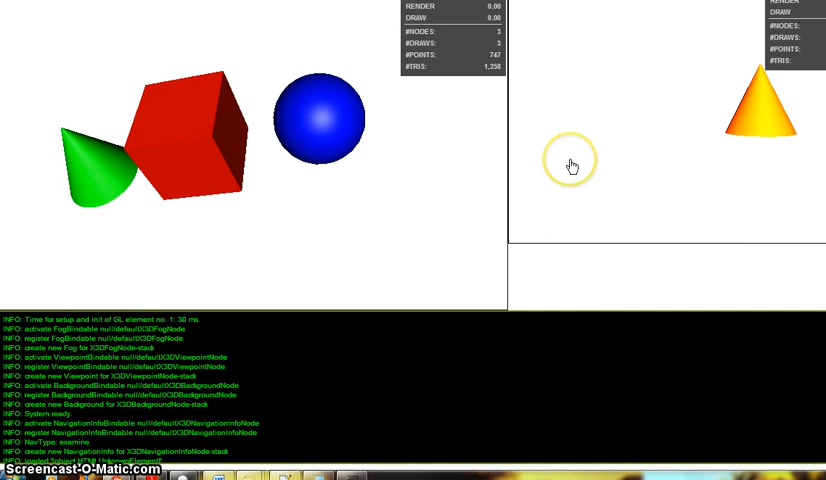 RENDER 0.00
DRAW 0.00
#NODES: 3
#DRAWS: 3
#POINTS: 747
#TRIS: 1,258
RENDER
DRAW
#NODES:
#DRAWS:
#POINTS:
#TRIS:
INFO: Time for setup and init of GL element no. 1: 30 ms.
INFO: activate FogBindable null/defaultX3DFogNode
INFO: register FogBindable null/defaultX3DFogNode
INFO: create new Fog for X3DFogNode-stack
INFO: activate ViewpointBindable null/defaultX3DViewpointNode
INFO: register ViewpointBindable null/defaultX3DViewpointNode
INFO: create new Viewpoint for X3DViewpointNode-stack
INFO: activate BackgroundBindable null/defaultX3DBackgroundNode
INFO: register BackgroundBindable null/defaultX3DBackgroundNode
INFO: create new Background for X3DBackgroundNode-stack
INFO: System ready.
INFO: activate NavigationInfoBindable null/defaultX3DNavigationInfoNode
INFO: register NavigationInfoBindable null/defaultX3DNavigationInfoNode
INFO: NavType: examine
INFO: create new NavigationInfo for X3DNavigationInfoNode-stack
INFO: loaded '[object HTMLUnknownElement]'
Screencast-O-Matic.com